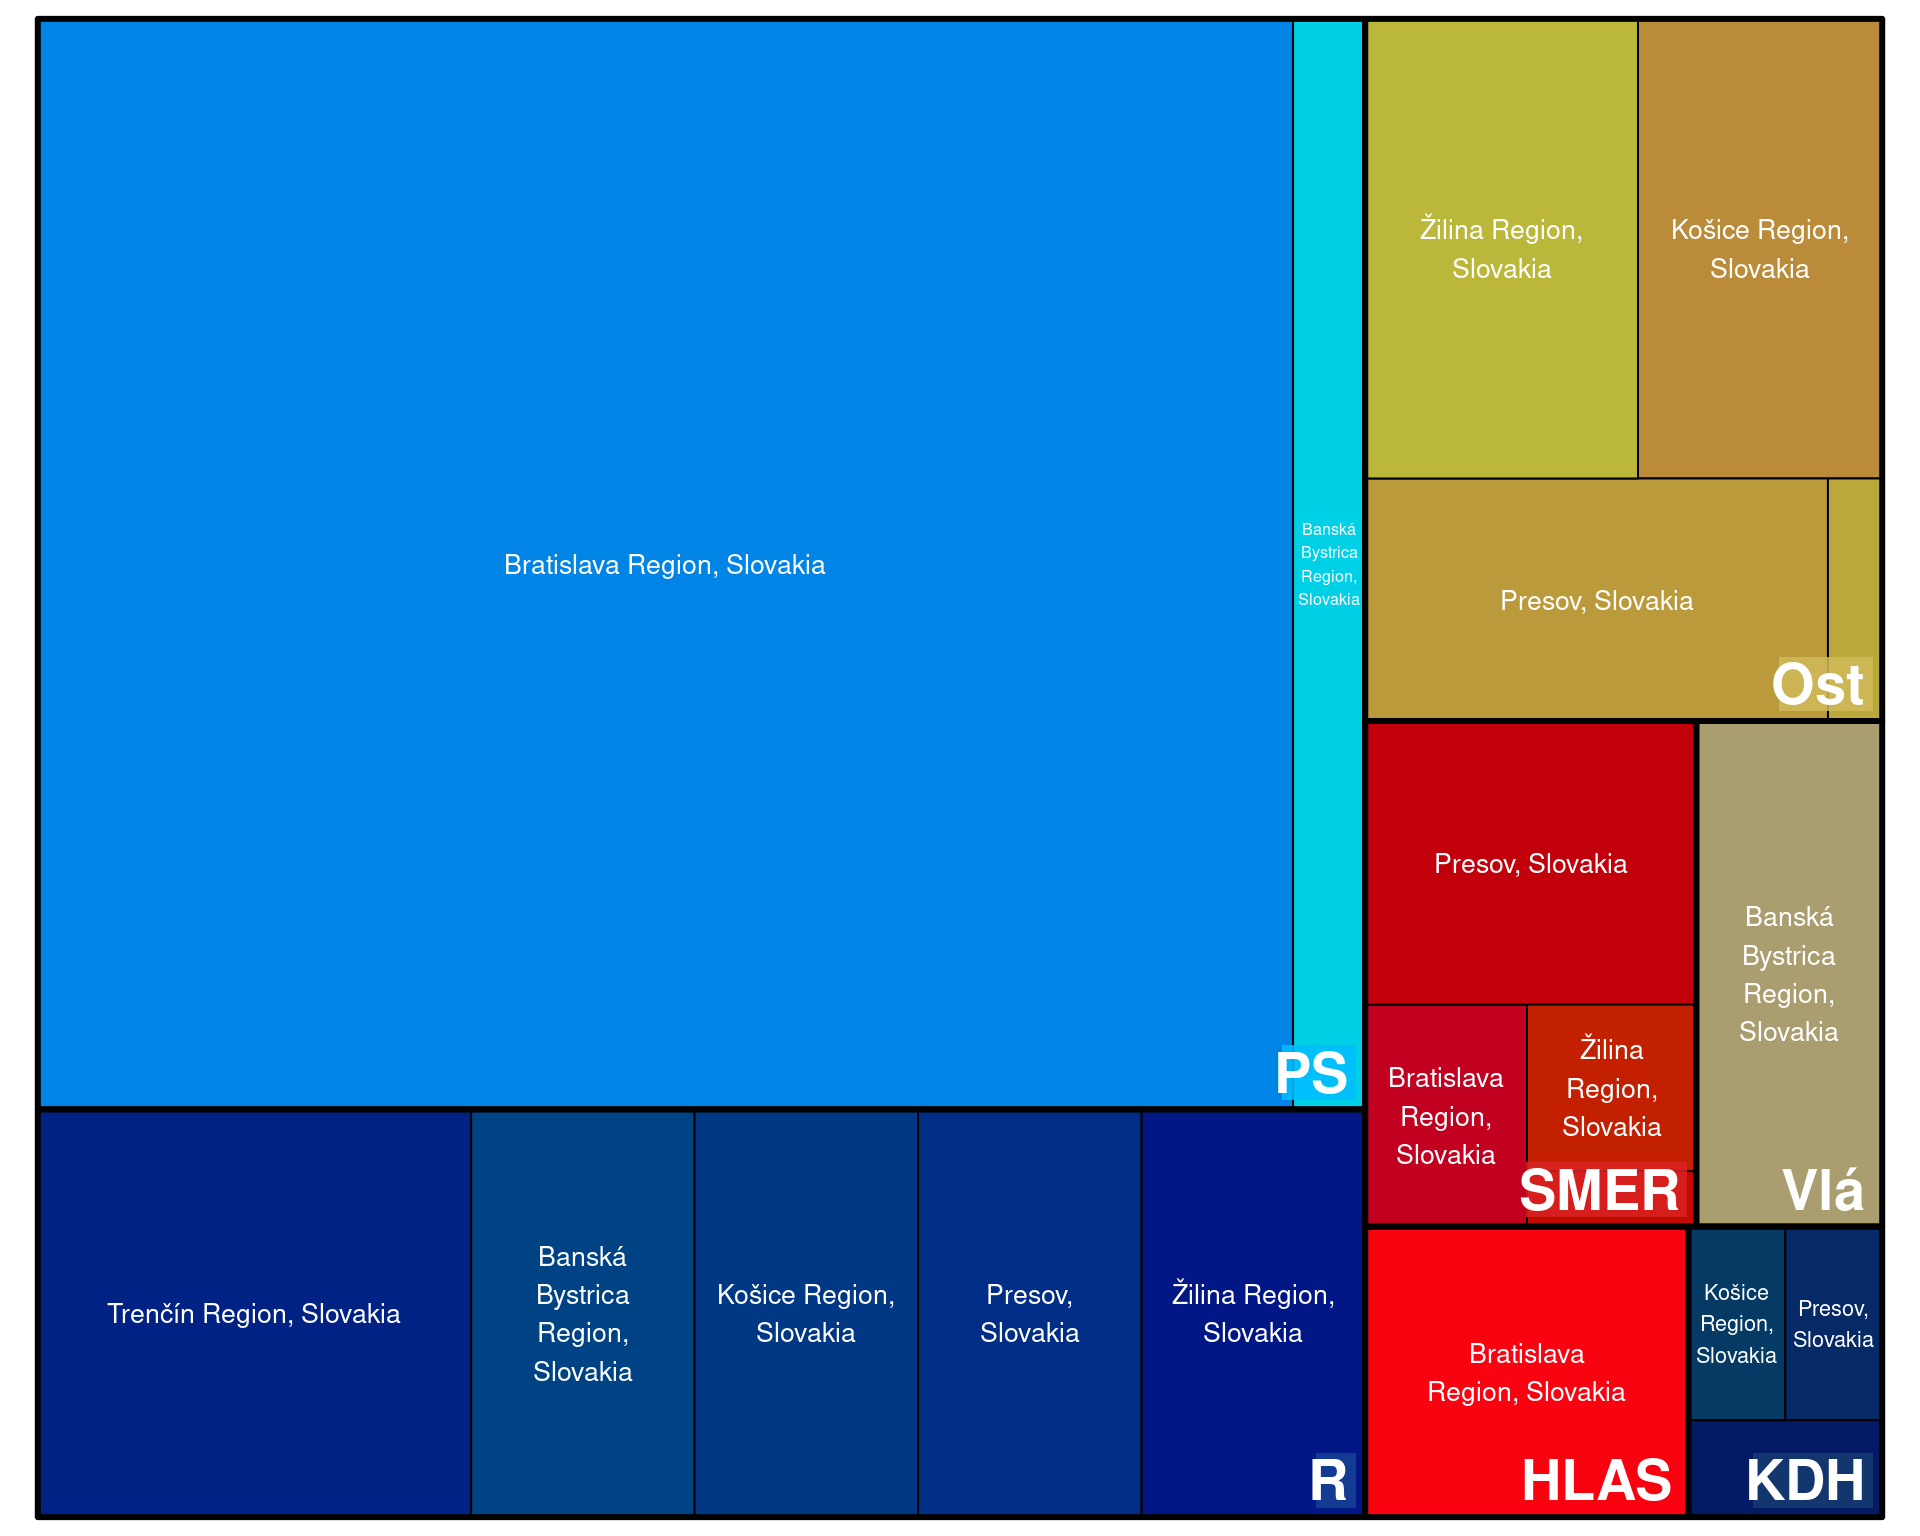 Bratislava Region, Slovakia
Banská
Bystrica
Region,
Slovakia
PS
Trenčín Region, Slovakia
Banská
Bystrica
Region,
Slovakia
Košice Region,
Slovakia
Presov,
Slovakia
Žilina Region,
Slovakia
R
Žilina Region,
Slovakia
Košice Region,
Slovakia
Presov, Slovakia
Ost
Presov, Slovakia
Bratislava
Region,
Slovakia
Žilina
Region,
Slovakia
SMER
Banská
Bystrica
Region,
Slovakia
Vlá
Bratislava
Region, Slovakia
HLAS
Košice
Region,
Slovakia
Presov,
Slovakia
KDH